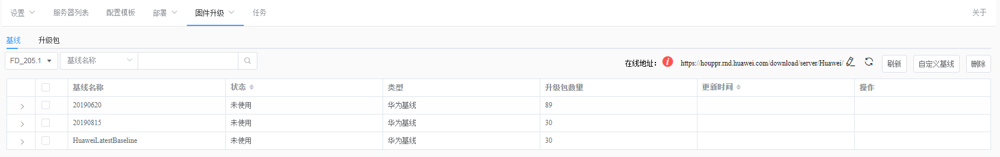 设置 服务器列表 配置模板 部署 固件升级 任务 关于
基线 升级包
FD_205.1 基线名称 在线地址： https://houppr.rnd.huawei.com/download/server/Huawei/ 刷新 自定义基线 删除
基线名称 状态 类型 升级包数量 更新时间 操作
20190620 未使用 华为基线 89
20190815 未使用 华为基线 30
HuaweiLatestBaseline 未使用 华为基线 30